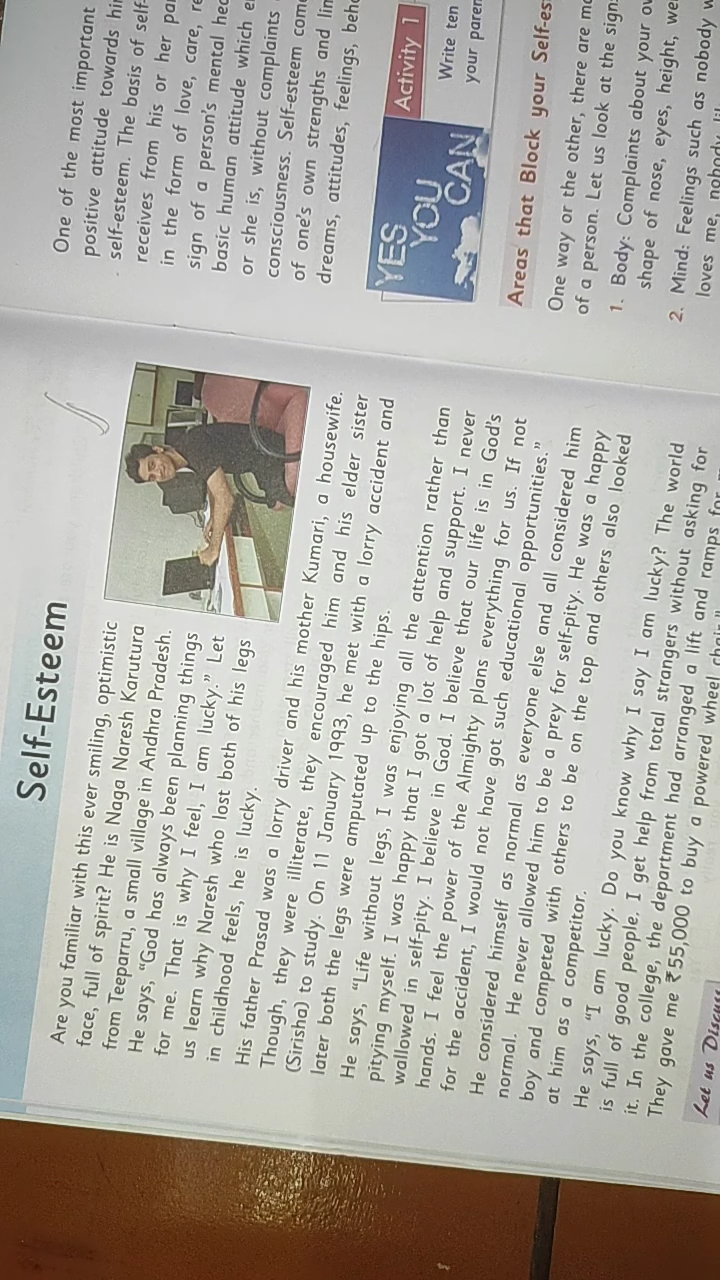 Self-Esteem
Are you familiar with this ever smiling, optimistic
face, full of spirit? He is Naga Naresh Karutura
from Teeparru, a small village in Andhra Pradesh.
He says, “God has always been planning things
for me. That is why I feel, I am lucky.” Let
us learn why Naresh who lost both of his legs
in childhood feels, he is lucky.
His father Prasad was a lorry driver and his mother Kumari, a housewife.
Though, they were illiterate, they encouraged him and his elder sister
(Sirisha) to study. On 11 January 1993, he met with a lorry accident and
later both the legs were amputated up to the hips.
He says, “Life without legs, I was enjoying all the attention rather than
pitying myself. I was happy that I got a lot of help and support. I never
wallowed in self-pity. I believe in God. I believe that our life is in God's
hands. I feel the power of the Almighty plans everything for us. If not
for the accident, I would not have got such educational opportunities.”
He considered himself as normal as everyone else and all considered him
normal. He never allowed him to be a prey for self-pity. He was a happy
boy and competed with others to be on the top and others also looked
at him as a competitor.
He says, “I am lucky. Do you know why I say I am lucky? The world
is full of good people. I get help from total strangers without asking for
it. In the college, the department had arranged a lift and ramps for
They gave me ₹55,000 to buy a powered wheel chair.”
Let us Discuss
One of the most important
positive attitude towards
self-esteem. The basis of self-
receives from his or her
in the form of love, care,
sign of a person's mental
basic human attitude which
or she is, without complaints
consciousness. Self-esteem
of one's own strengths and
dreams, attitudes, feelings,
YES
YOU
CAN
Activity 1
Write ten
your
Areas that Block your
One way or the other, there are
of a person. Let us look at the
1. Body: Complaints about your
shape of nose, eyes, height,
2. Mind: Feelings such as nobody
loves me, nobody